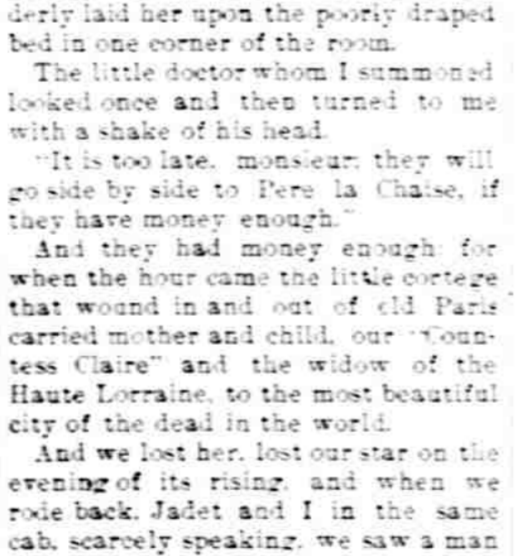 derly laid her upon the poorly draped
bed in one corner of the room.
The little doctor whom I summoned
looked once and then turned to me
with a shake of his head.
"It is too late, monsieur; they will
go side by side to Pere la Chaise, if
they have money enough."
And they had money enough; for
when the hour came the little cortege
that wound in and out of old Paris
carried mother and child, our "Coun-
tess Claire" and the widow of the
Haute Lorraine, to the most beautiful
city of the dead in the world.
And we lost her, lost our star on the
evening of its rising, and when we
rode back, Jadet and I in the same
cab, scarcely speaking, we saw a man